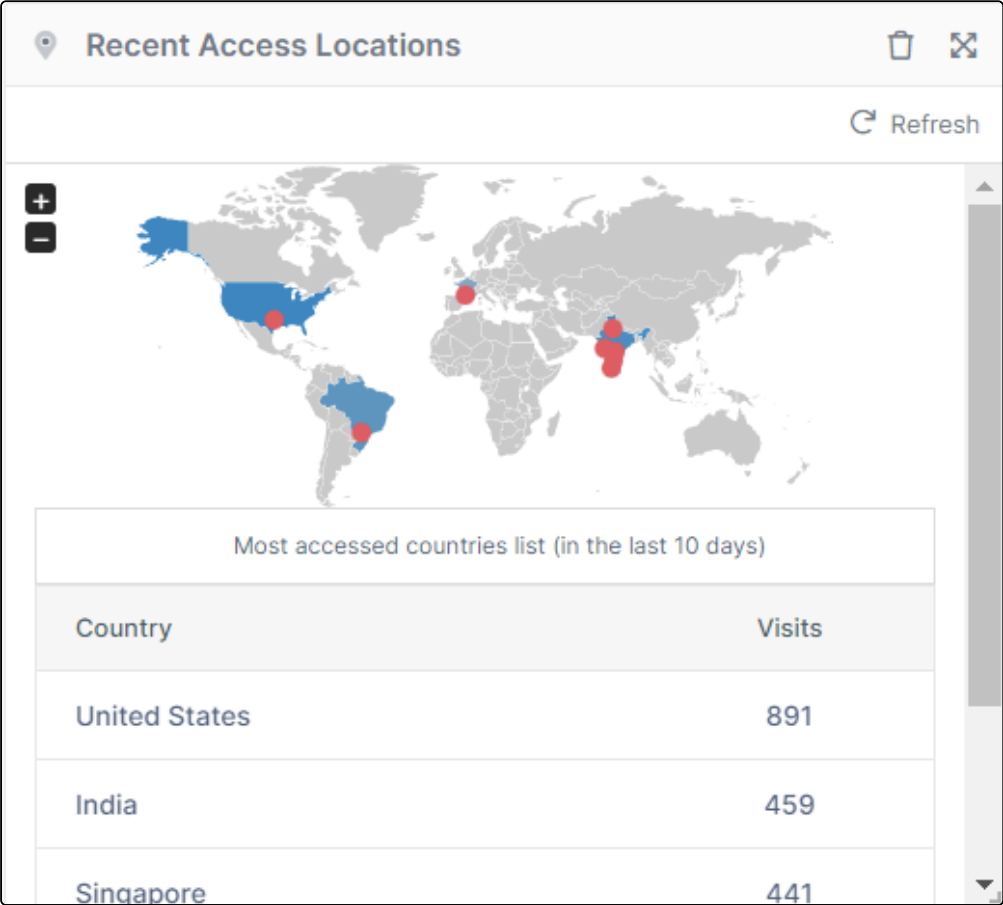 Recent Access Locations
Refresh
+
−
Most accessed countries list (in the last 10 days)
Country Visits
United States 891
India 459
Singapore 441